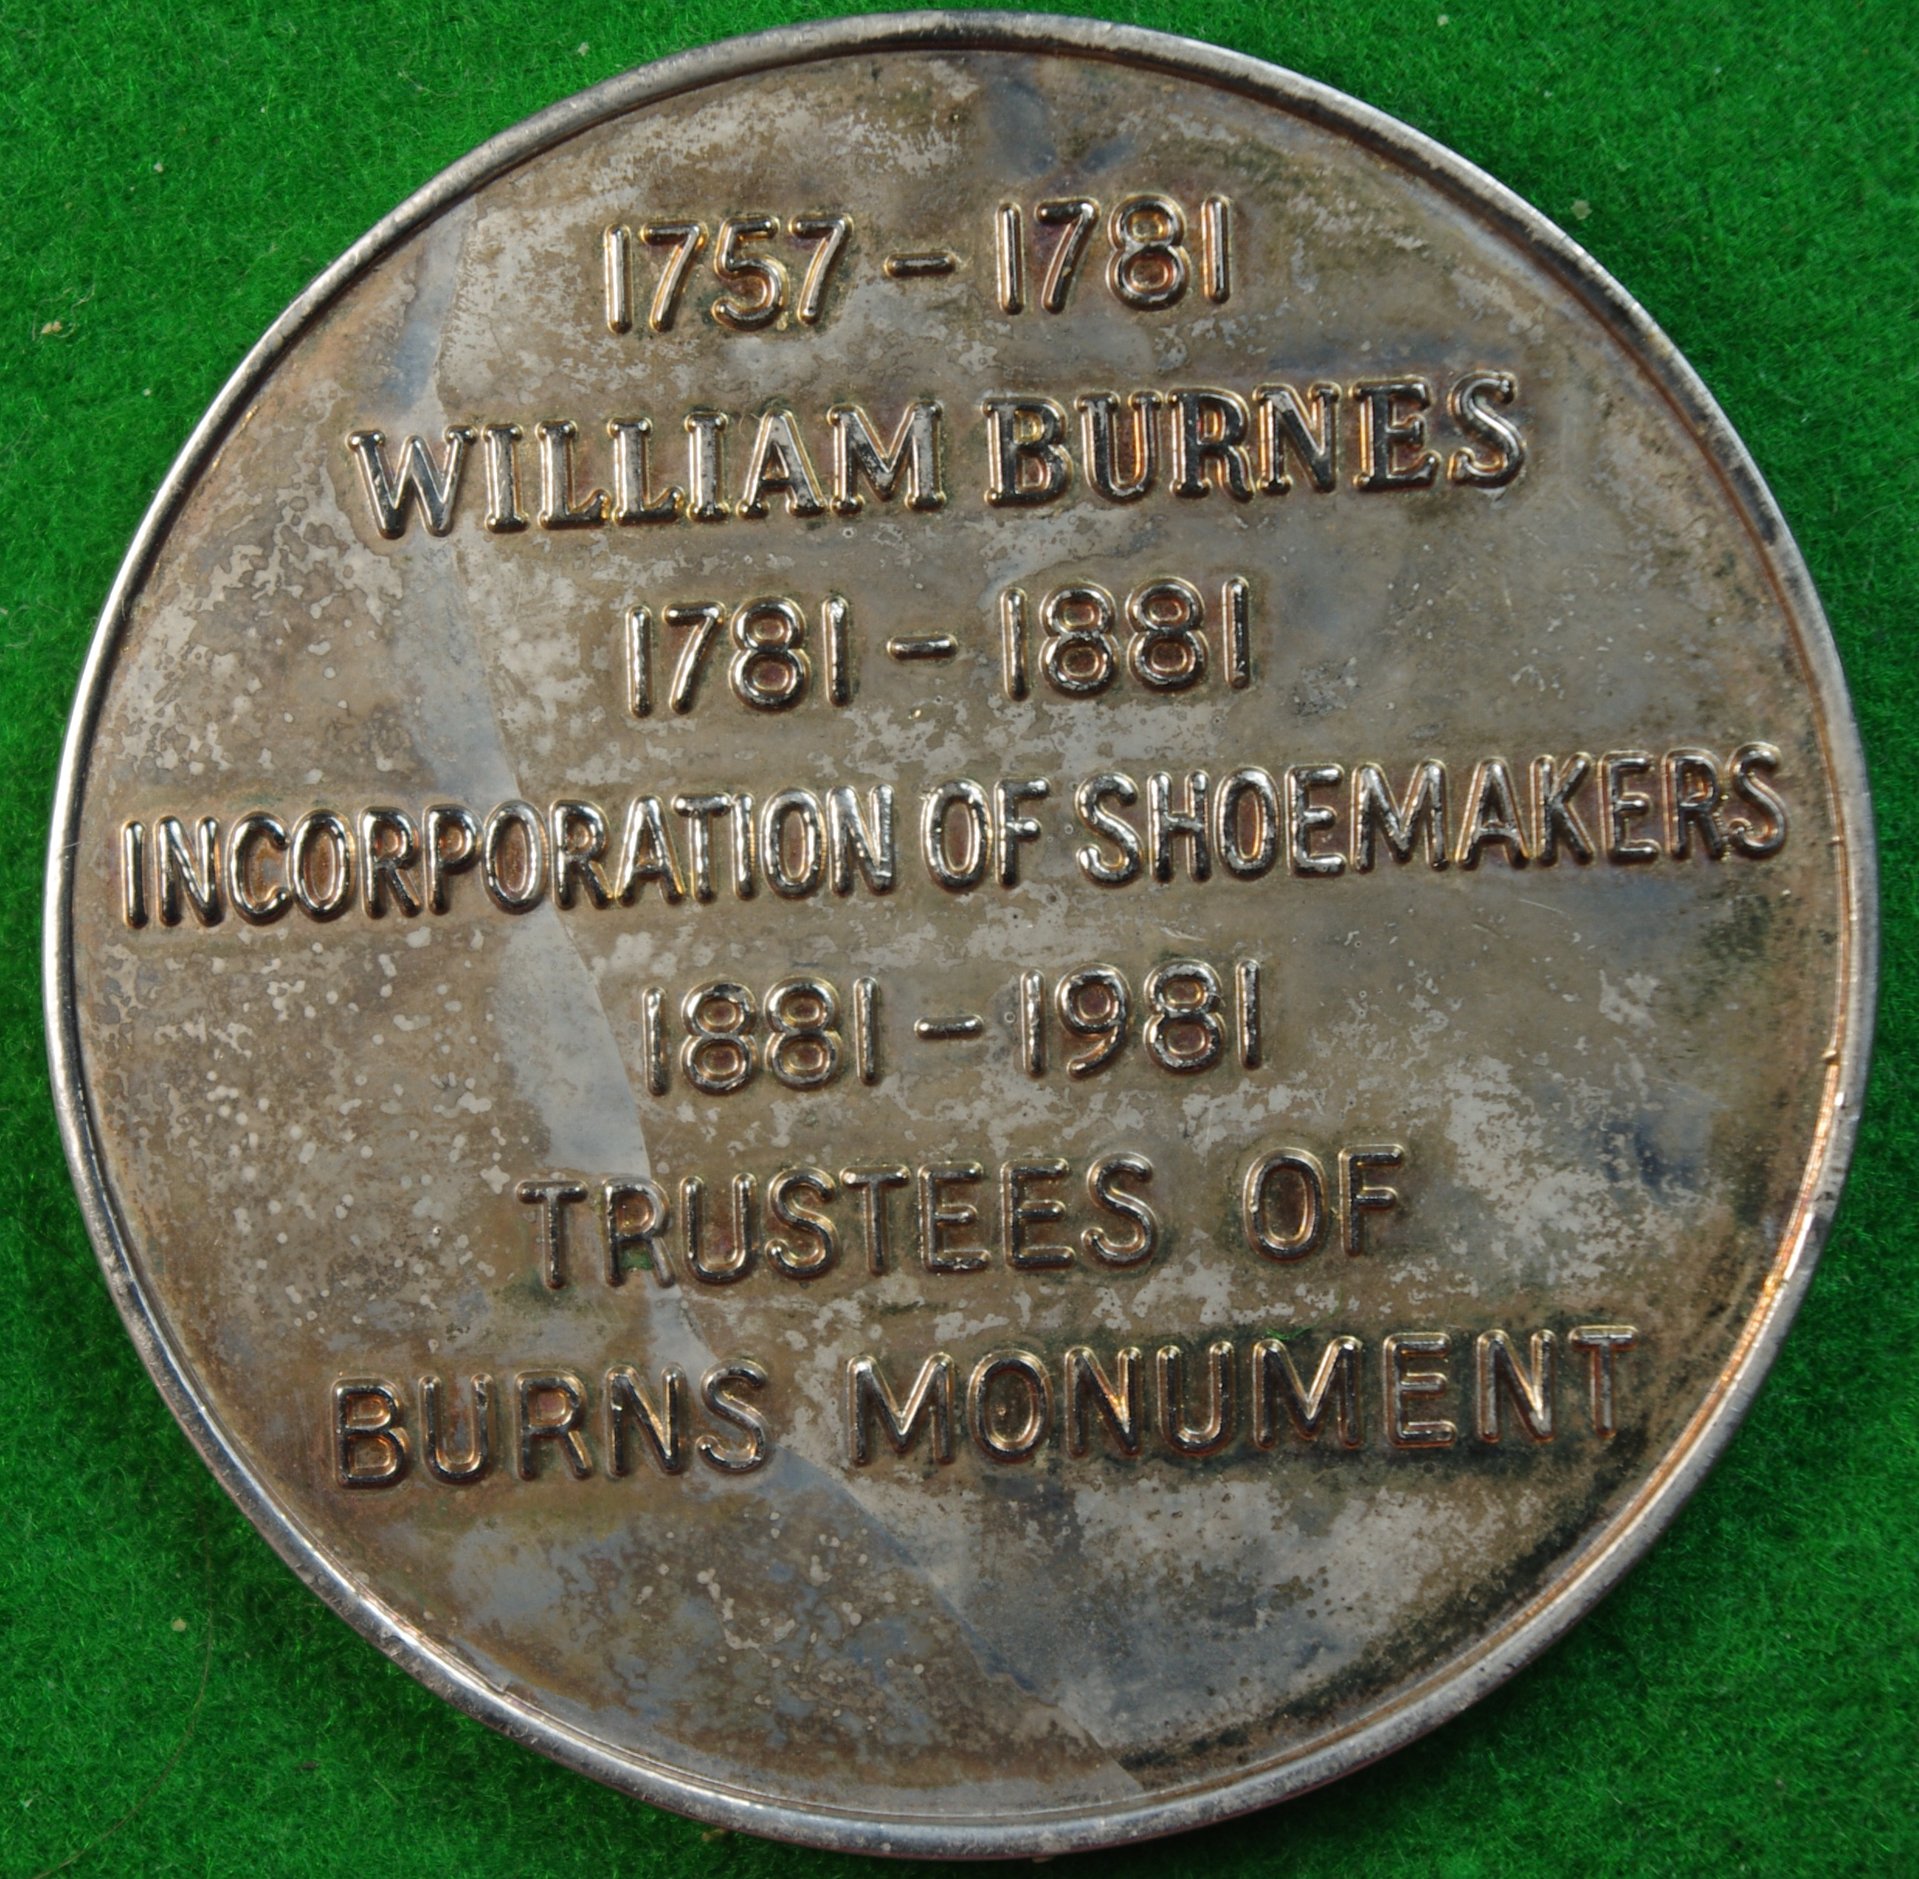 1757 - 1781
WILLIAM BURNES
1781 - 1881
INCORPORATION OF SHOEMAKERS
1881 - 1981
TRUSTEES OF
BURNS MONUMENT